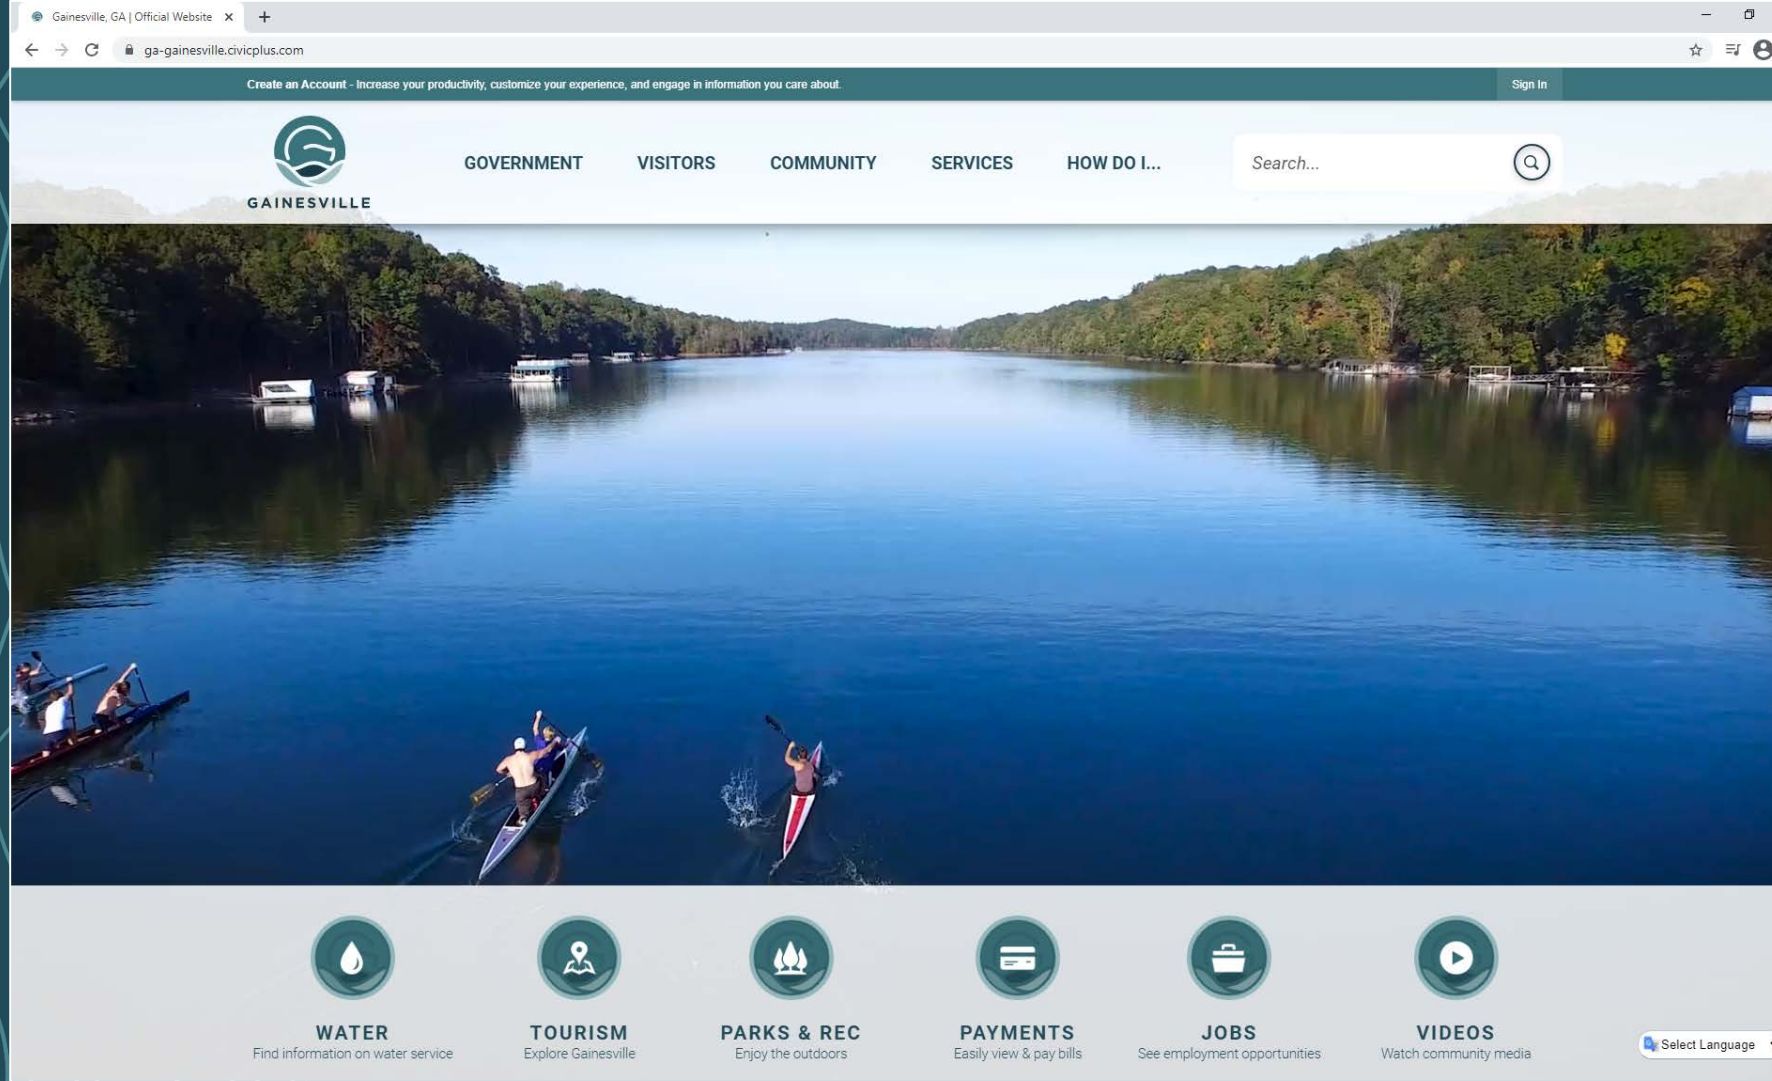 Gainesville, GA | Official Website
ga-gainesville.civicplus.com
Create an Account - Increase your productivity, customize your experience, and engage in information you care about.
Sign In
GAINESVILLE
GOVERNMENT
VISITORS
COMMUNITY
SERVICES
HOW DO I...
Search...
WATER
Find information on water service
TOURISM
Explore Gainesville
PARKS & REC
Enjoy the outdoors
PAYMENTS
Easily view & pay bills
JOBS
See employment opportunities
VIDEOS
Watch community media
Select Language